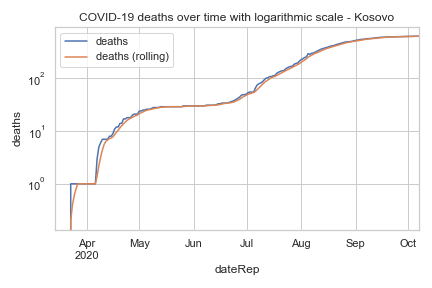 COVID-19 deaths over time with logarithmic scale - Kosovo
deaths
deaths (rolling)
10²
10¹
10⁰
deaths
Apr May Jun Jul Aug Sep Oct
2020
dateRep